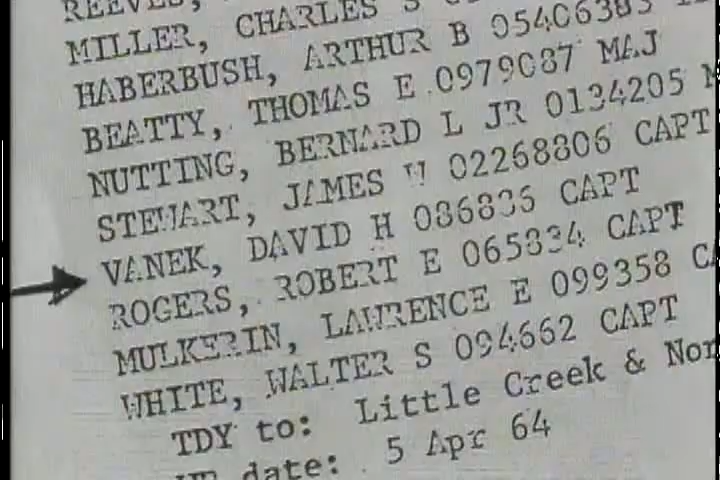 REEVES,
MILLER, CHARLES S
HABERBUSH, ARTHUR B 05406383
BEATTY, THOMAS E 0979087 MAJ
NUTTING, BERNARD L JR 0134205
STEWART, JAMES W 02268806 CAPT
VANEK, DAVID H 086835 CAPT
ROGERS, ROBERT E 065834 CAPT
MULKERIN, LAWRENCE E 099358
WHITE, WALTER S 094662 CAPT
TDY to: Little Creek & Nor
date: 5 Apr 64